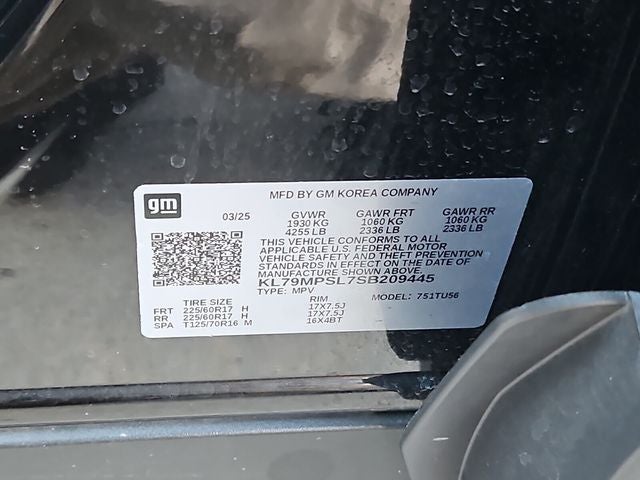 gm
MFD BY GM KOREA COMPANY
03/25 GVWR GAWR FRT GAWR RR
1930 KG 1060 KG 1060 KG
4255 LB 2336 LB 2336 LB
THIS VEHICLE CONFORMS TO ALL
APPLICABLE U.S. FEDERAL MOTOR
VEHICLE SAFETY AND THEFT PREVENTION
STANDARDS IN EFFECT ON THE DATE OF
MANUFACTURE SHOWN ABOVE.
KL79MPSL7SB209445
TYPE: MPV MODEL: 751TU56
TIRE SIZE RIM
FRT 225/60R17 H 17X7.5J
RR 225/60R17 H 17X7.5J
SPA T125/70R16 M 16X4BT